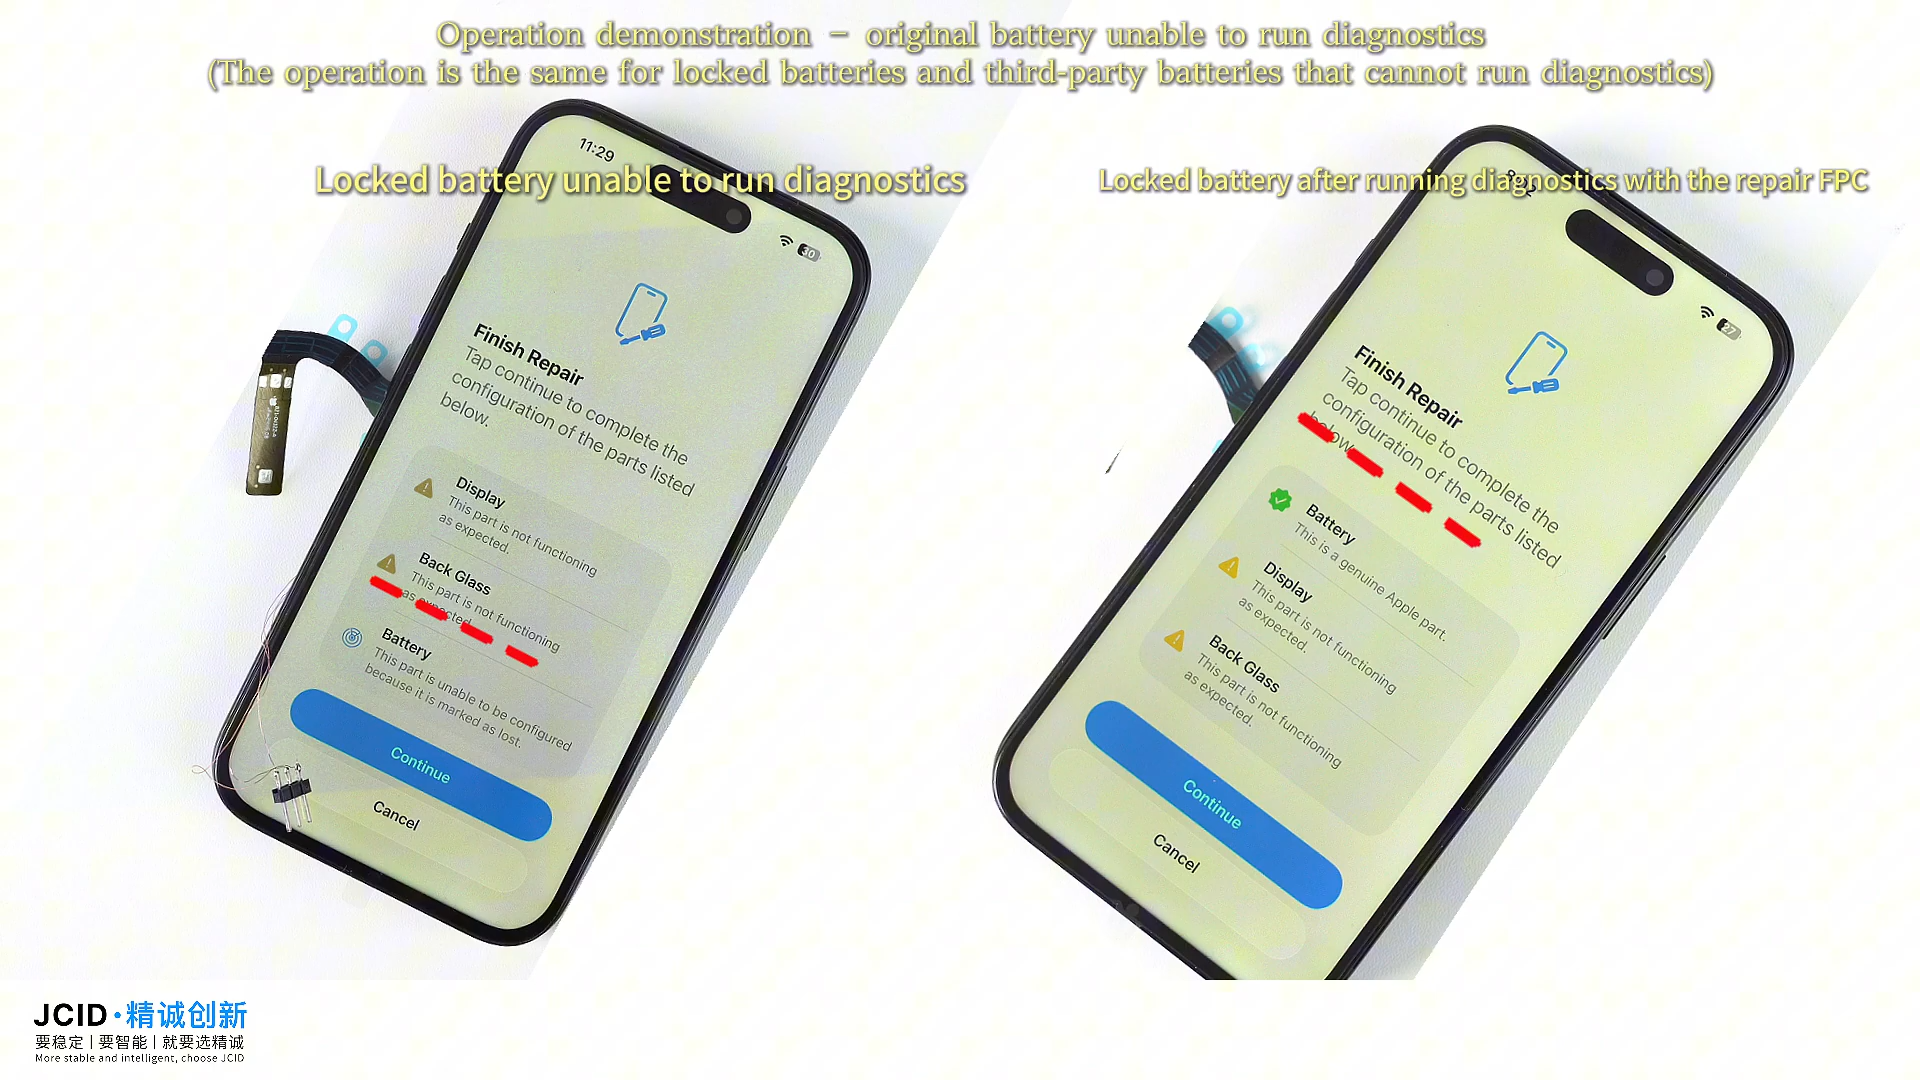 Operation demonstration - original battery unable to run diagnostics
(The operation is the same for locked batteries and third-party batteries that cannot run diagnostics)
Locked battery unable to run diagnostics
11:29
30
Finish Repair
Tap continue to complete the
configuration of the parts listed
below.
Display
This part is not functioning
as expected.
Back Glass
This part is not functioning
as expected.
Battery
This part is unable to be configured
because it is marked as lost.
Continue
Cancel
Locked battery after running diagnostics with the repair FPC
27
Finish Repair
Tap continue to complete the
configuration of the parts listed
below.
Battery
This is a genuine Apple part.
Display
This part is not functioning
as expected.
Back Glass
This part is not functioning
as expected.
Continue
Cancel
JCID·精诚创新
要稳定|要智能|就要选精诚
More stable and intelligent, choose JCID